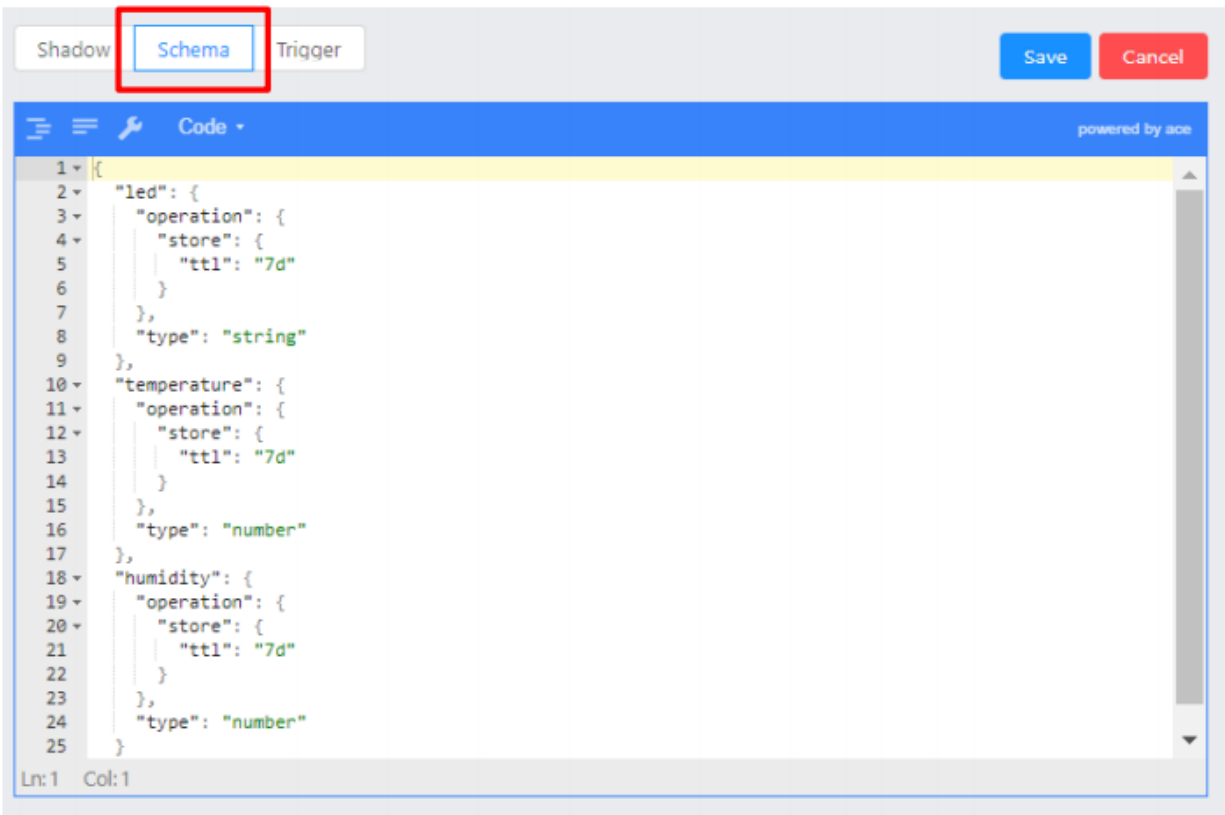 Shadow Schema Trigger Save Cancel
Code powered by ace
1 {
2 "led": {
3 "operation": {
4 "store": {
5 "ttl": "7d"
6 }
7 },
8 "type": "string"
9 },
10 "temperature": {
11 "operation": {
12 "store": {
13 "ttl": "7d"
14 }
15 },
16 "type": "number"
17 },
18 "humidity": {
19 "operation": {
20 "store": {
21 "ttl": "7d"
22 }
23 },
24 "type": "number"
25 }
Ln:1 Col:1